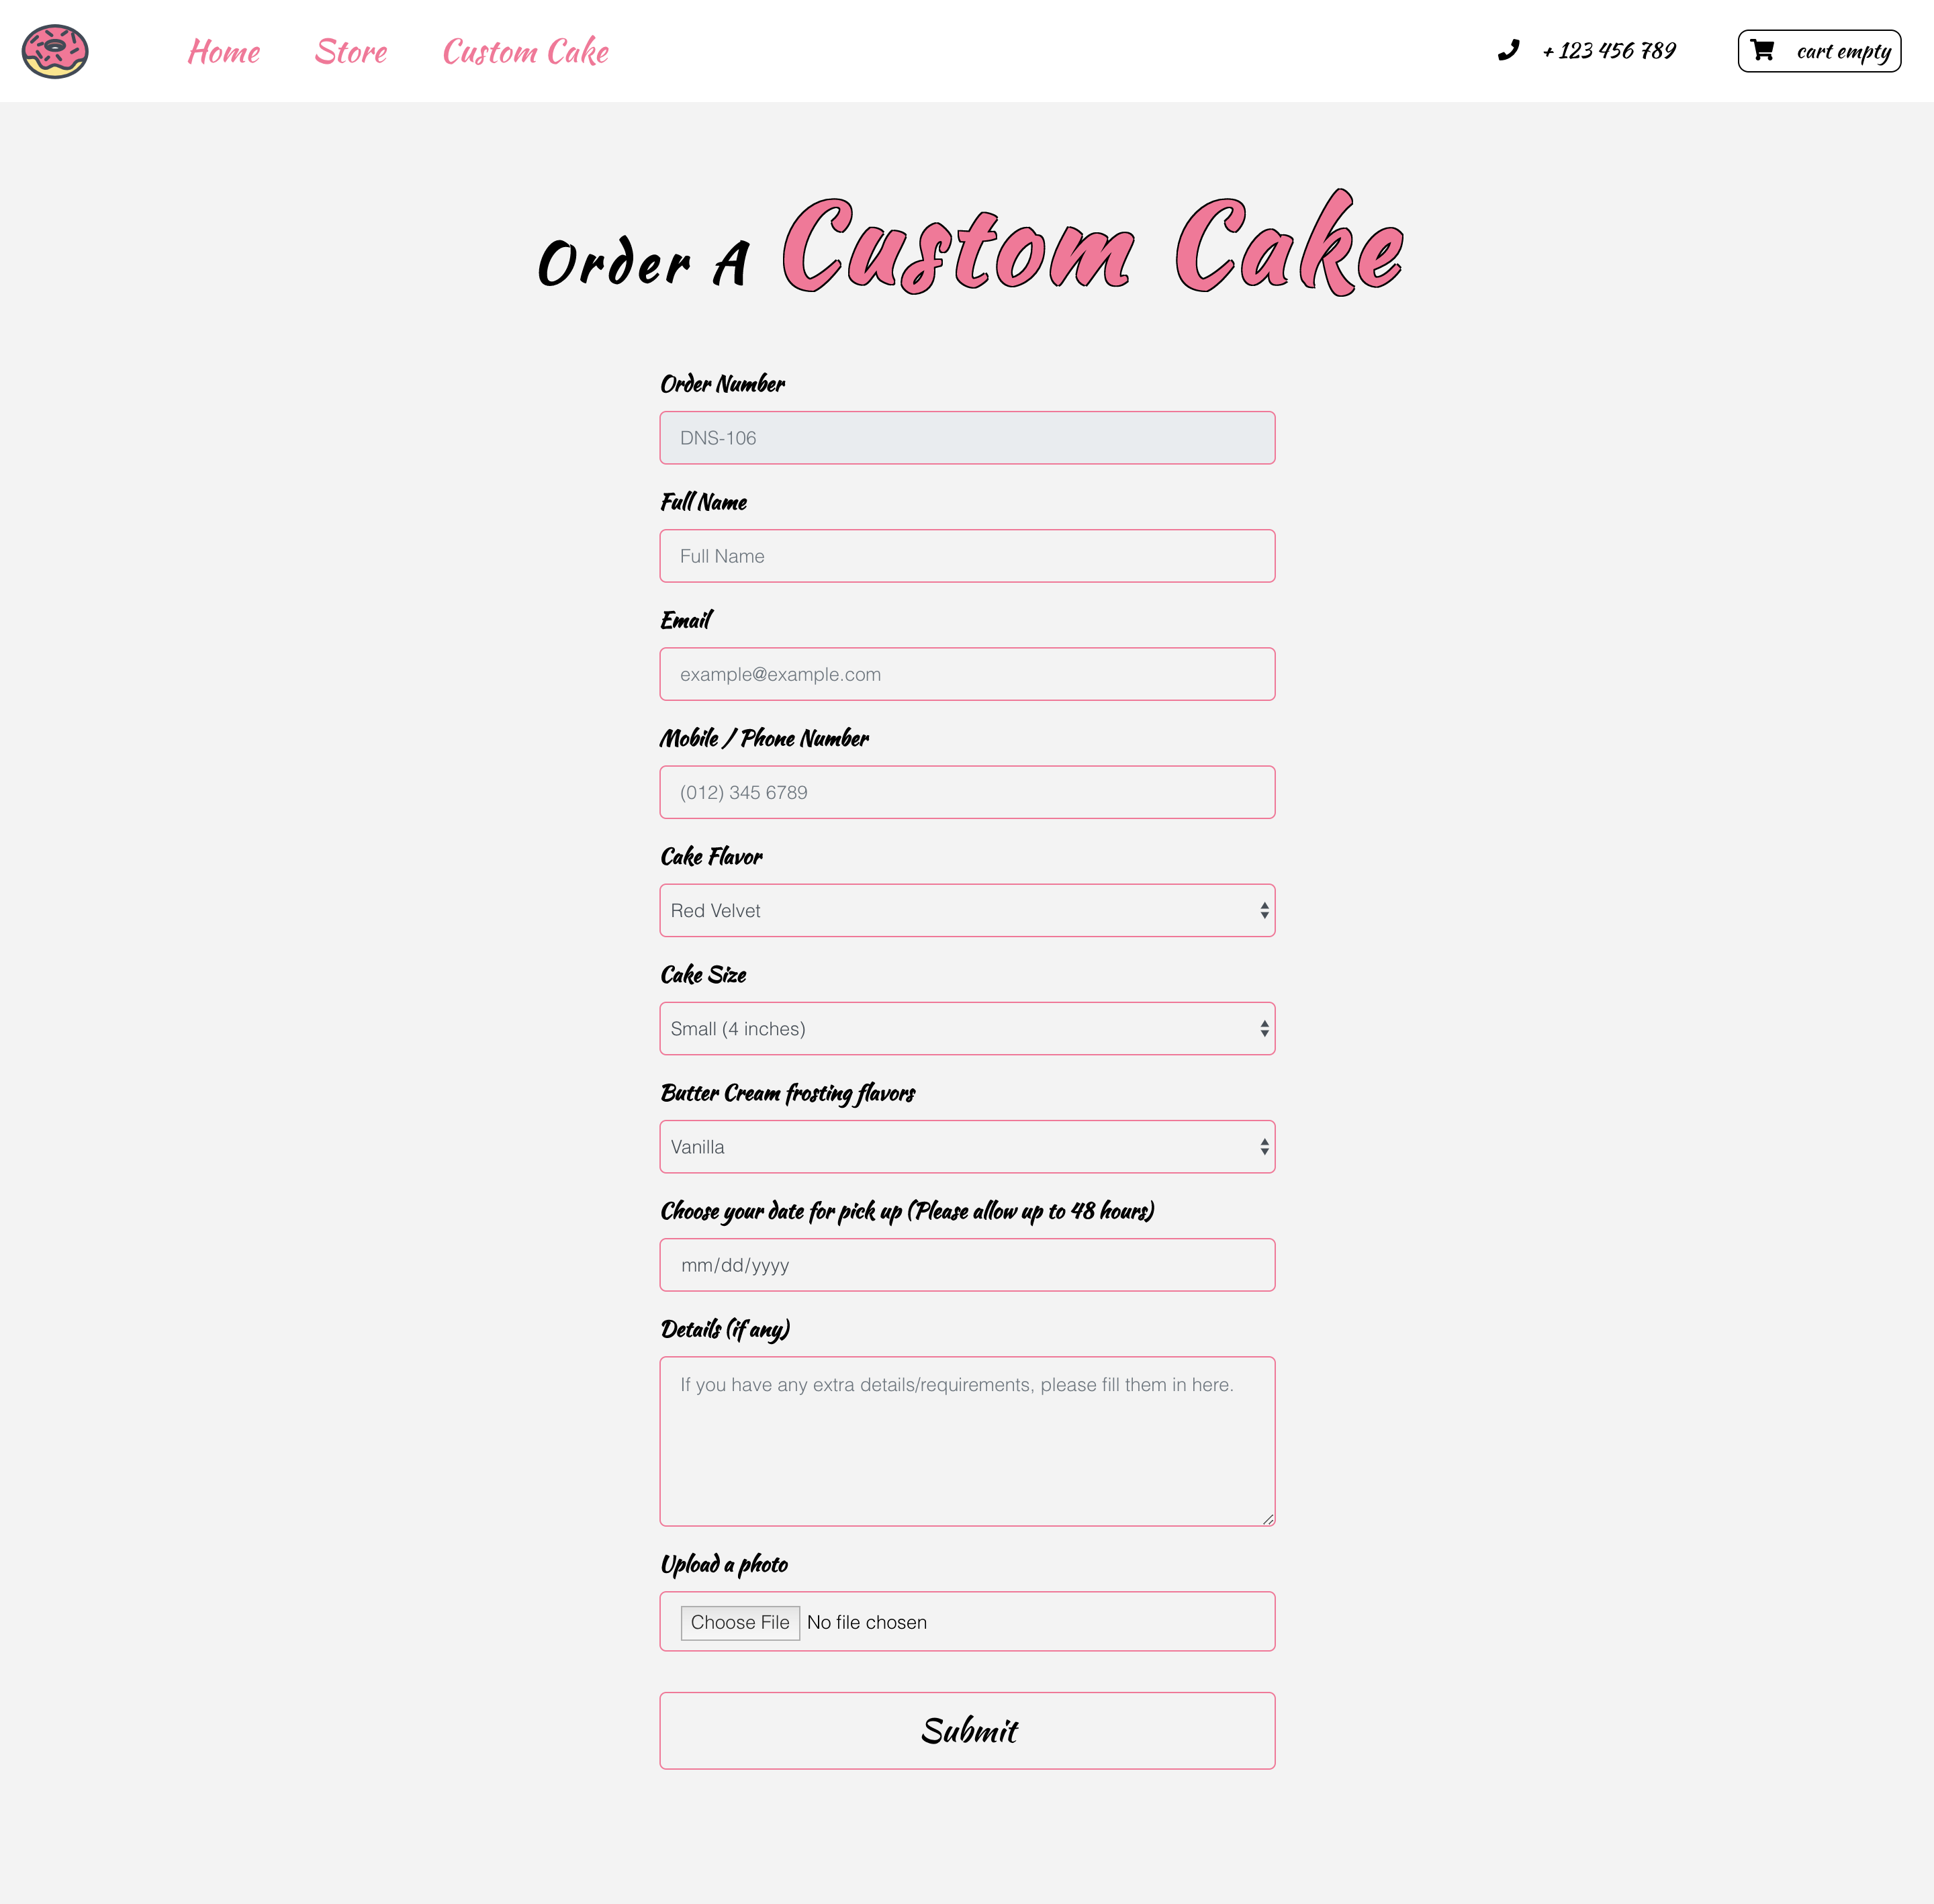 Home Store Custom Cake + 123 456 789 cart empty
Order A Custom Cake
Order Number
DNS-106
Full Name
Full Name
Email
example@example.com
Mobile / Phone Number
(012) 345 6789
Cake Flavor
Red Velvet
Cake Size
Small (4 inches)
Butter Cream frosting flavors
Vanilla
Choose your date for pick up (Please allow up to 48 hours)
mm/dd/yyyy
Details (if any)
If you have any extra details/requirements, please fill them in here.
Upload a photo
Choose File No file chosen
Submit